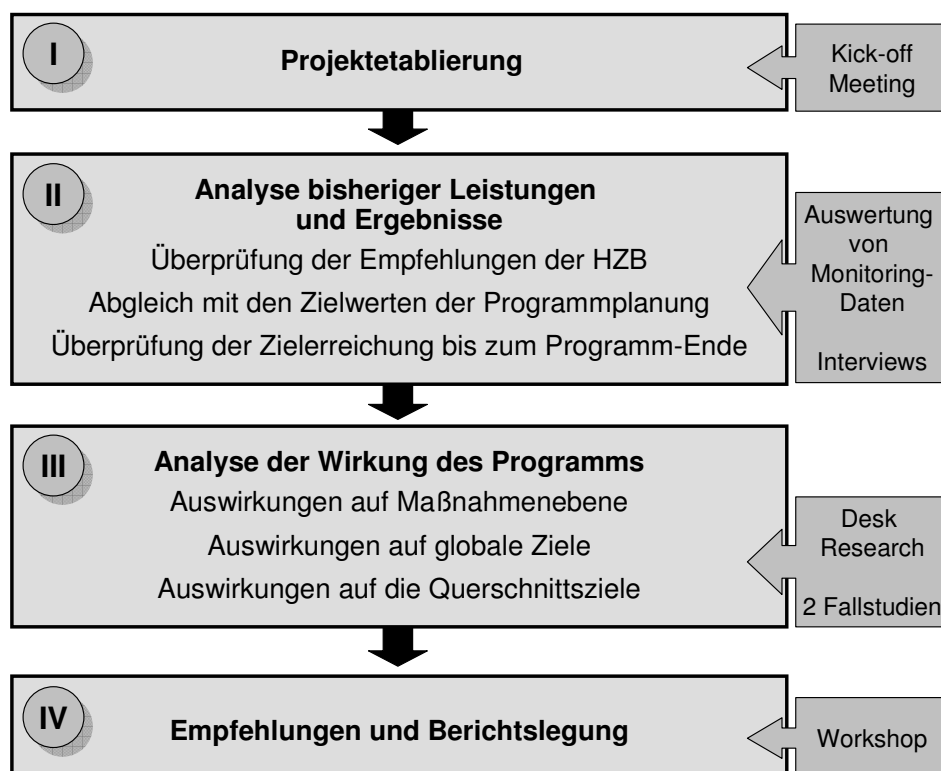 I
Projektetablierung
Kick-off
Meeting
II
Analyse bisheriger Leistungen
und Ergebnisse
Überprüfung der Empfehlungen der HZB
Abgleich mit den Zielwerten der Programmplanung
Überprüfung der Zielerreichung bis zum Programm-Ende
Auswertung
von
Monitoring-
Daten
Interviews
III
Analyse der Wirkung des Programms
Auswirkungen auf Maßnahmenebene
Auswirkungen auf globale Ziele
Auswirkungen auf die Querschnittsziele
Desk
Research
2 Fallstudien
IV
Empfehlungen und Berichtslegung
Workshop